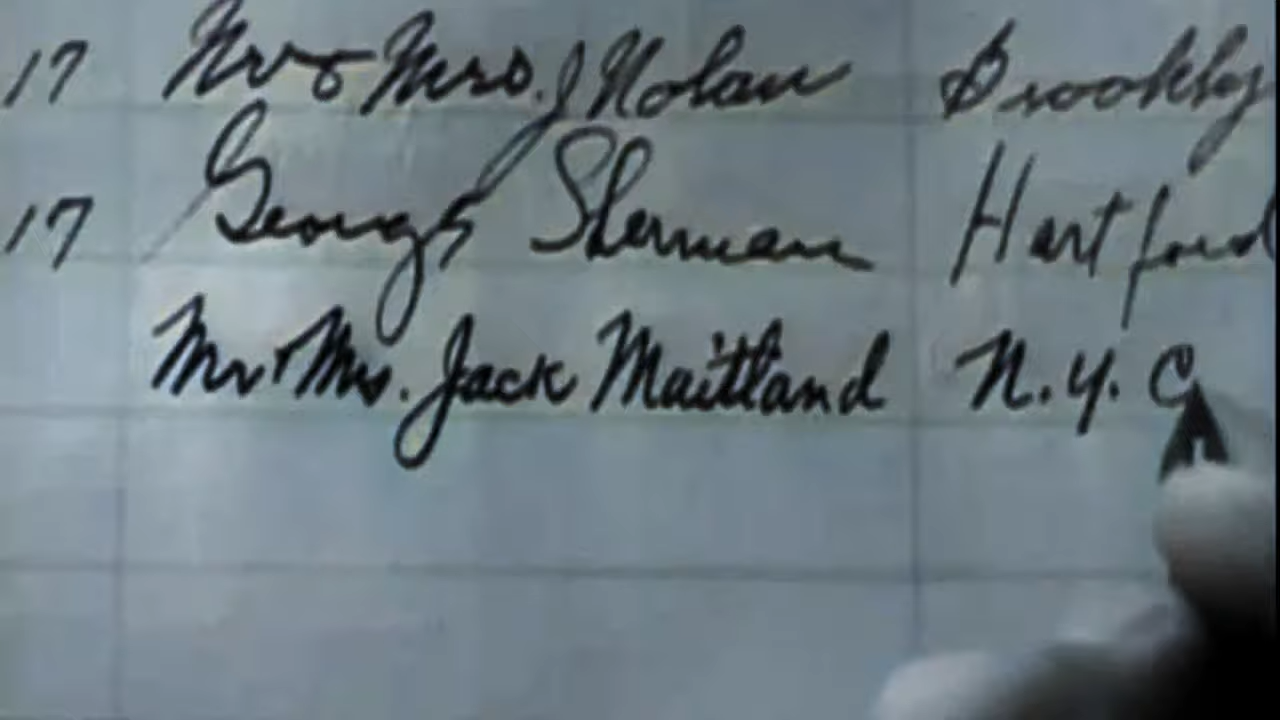 17 Mr & Mrs. J Nolan Brookly
17 George Sherman Hartford
Mr + Mrs. Jack Maitland N.Y.C